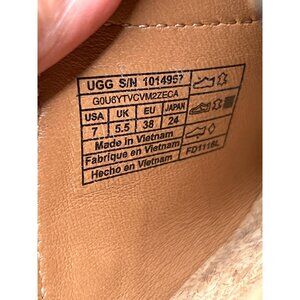 UGG S/N 1014957
G0U8YTVCVM2ZECA
USA UK EU JAPAN
7 5.5 38 24
Made in Vietnam
Fabriqué en Vietnam
Hecho en Vietnam
FD1118L